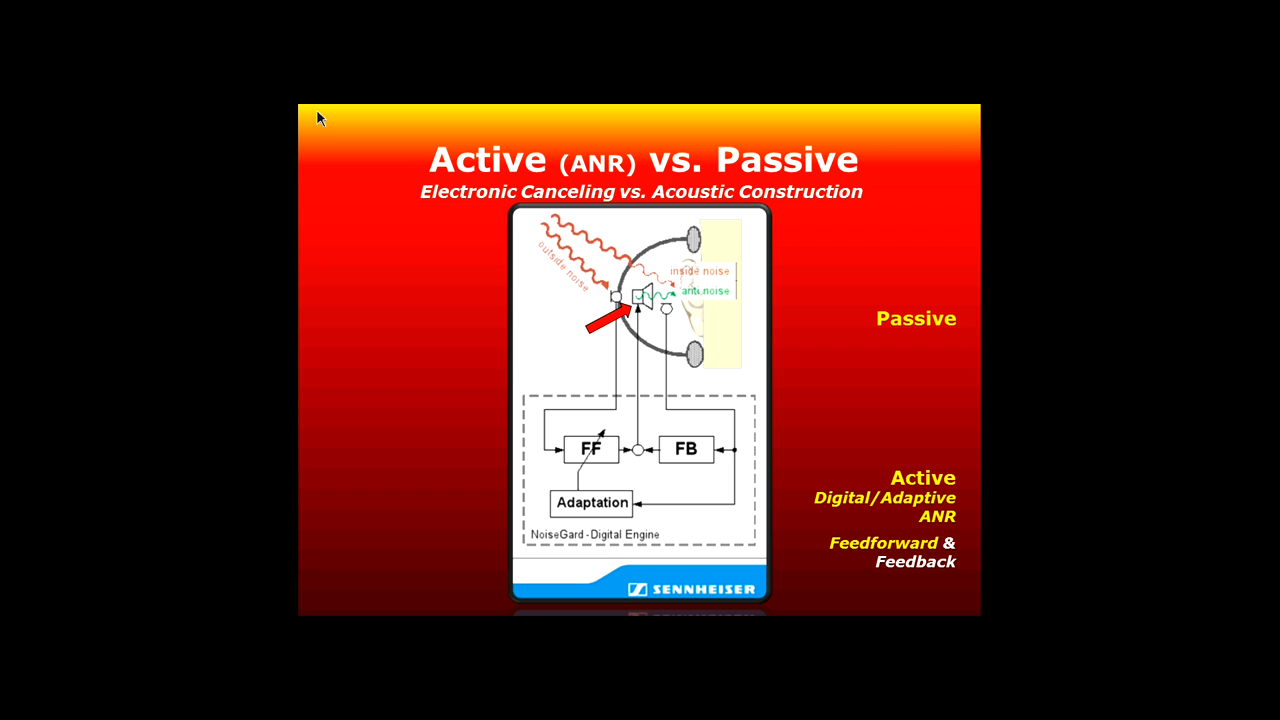 Active (ANR) vs. Passive
Electronic Canceling vs. Acoustic Construction
outside noise
inside noise
anti noise
Passive
FF
FB
Adaptation
NoiseGard - Digital Engine
SENNHEISER
Active
Digital/Adaptive
ANR
Feedforward &
Feedback